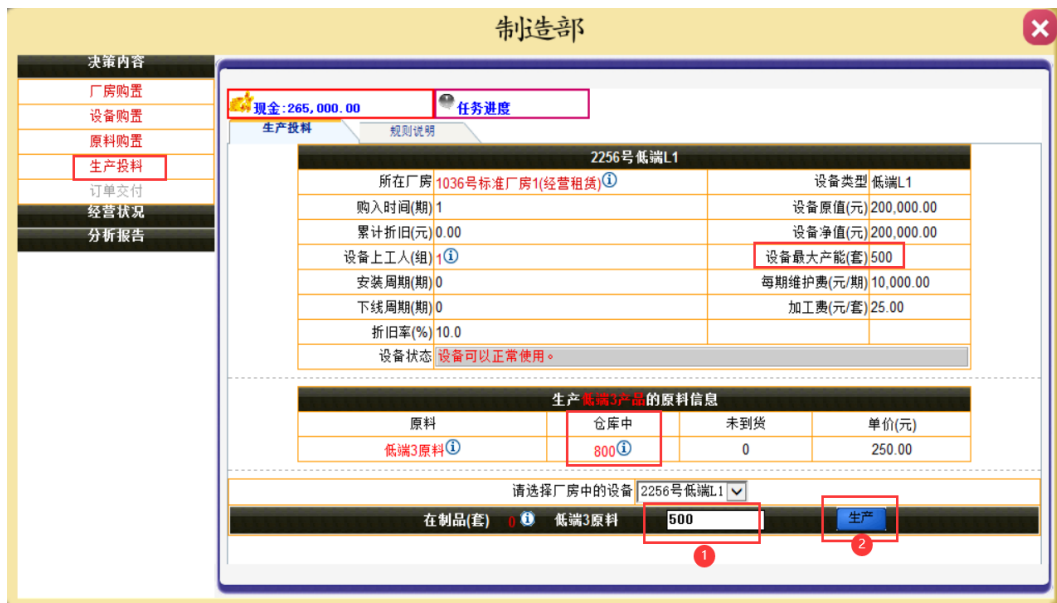 制造部
决策内容
厂房购置
设备购置
原料购置
生产投料
订单交付
经营状况
分析报告
现金:265,000.00 任务进度
生产投料 规则说明
2256号低端L1
所在厂房 1036号标准厂房1(经营租赁) 设备类型 低端L1
购入时间(期) 1 设备原值(元) 200,000.00
累计折旧(元) 0.00 设备净值(元) 200,000.00
设备上工人(组) 1 设备最大产能(套) 500
安装周期(期) 0 每期维护费(元/期) 10,000.00
下线周期(期) 0 加工费(元/套) 25.00
折旧率(%) 10.0
设备状态 设备可以正常使用。
生产低端3产品的原料信息
原料 仓库中 未到货 单价(元)
低端3原料 800 0 250.00
请选择厂房中的设备 2256号低端L1
在制品(套) 0 低端3原料 500 生产
1 2